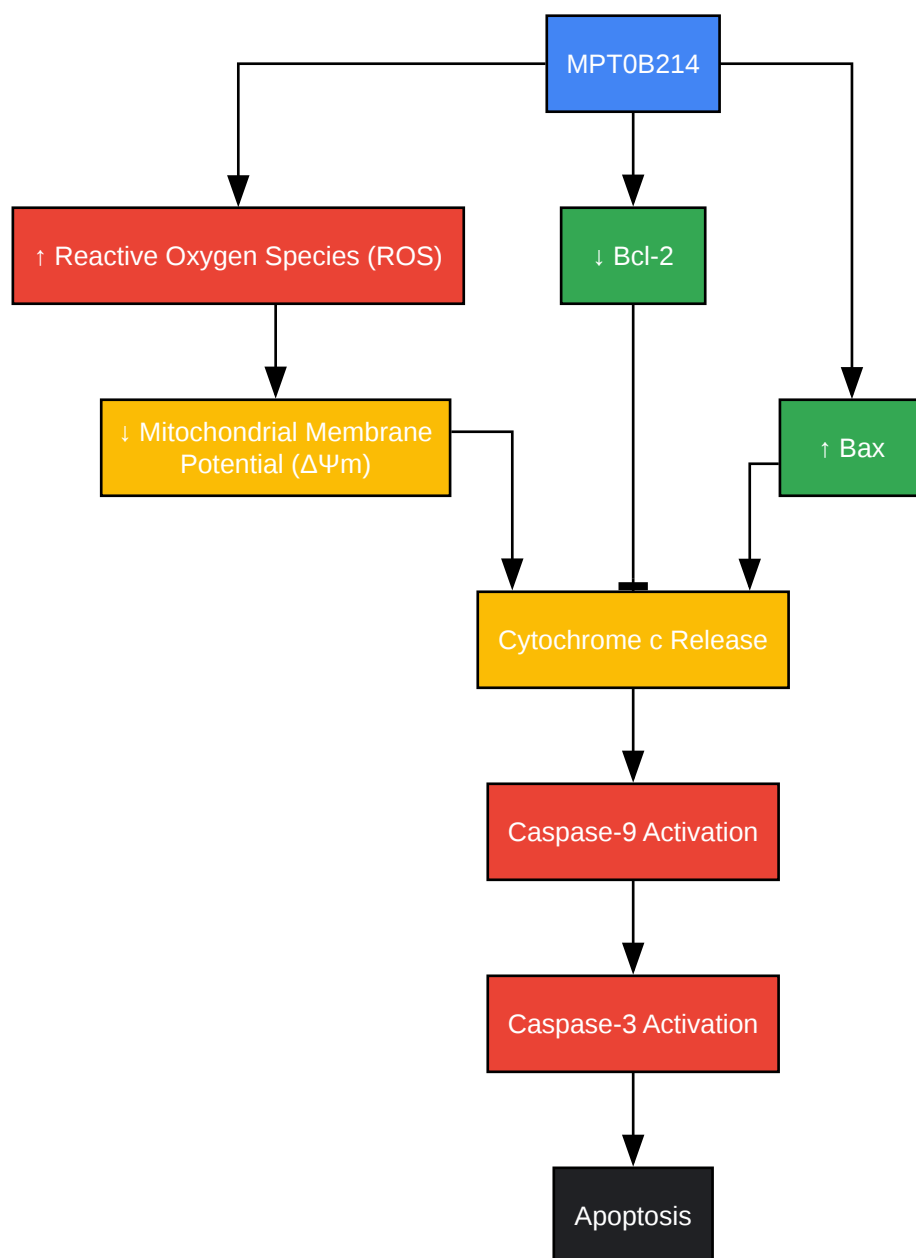 MPT0B214
↑ Reactive Oxygen Species (ROS)
↓ Bcl-2
↓ Mitochondrial Membrane
Potential (ΔΨm)
↑ Bax
Cytochrome c Release
Caspase-9 Activation
Caspase-3 Activation
Apoptosis